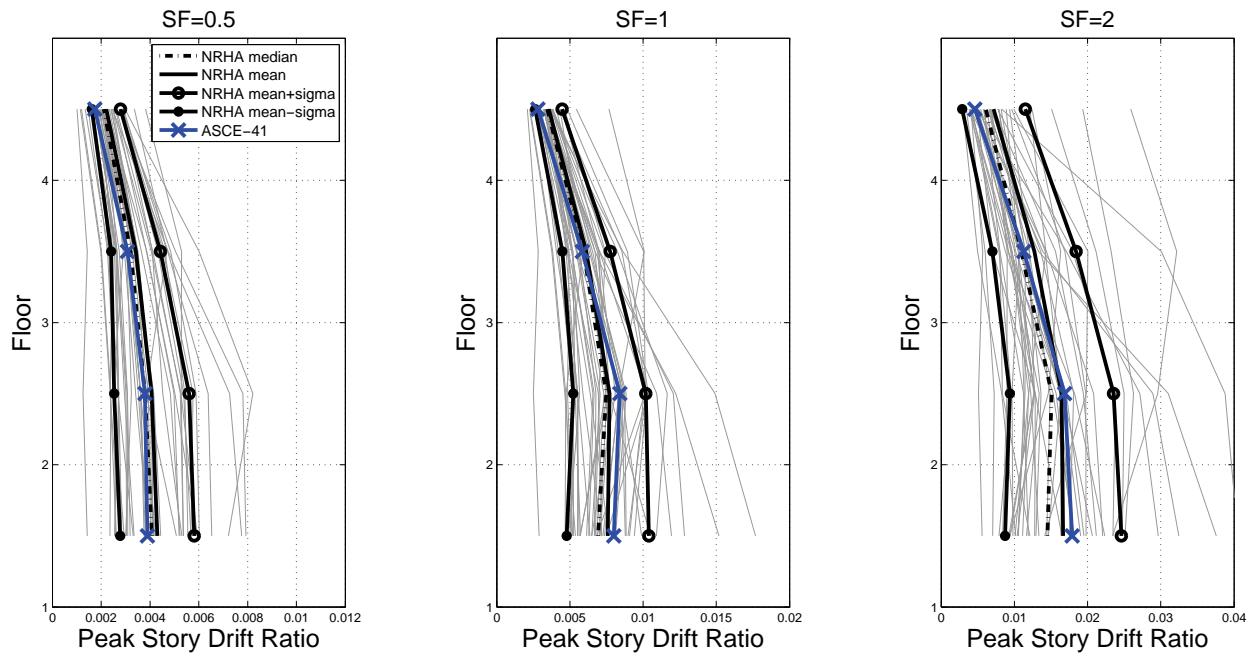 SF=0.5
NRHA median
NRHA mean
NRHA mean+sigma
NRHA mean−sigma
ASCE−41
4
3
2
1
Floor
0 0.002 0.004 0.006 0.008 0.01 0.012
Peak Story Drift Ratio
SF=1
4
3
2
1
Floor
0 0.005 0.01 0.015 0.02
Peak Story Drift Ratio
SF=2
4
3
2
1
Floor
0 0.01 0.02 0.03 0.04
Peak Story Drift Ratio